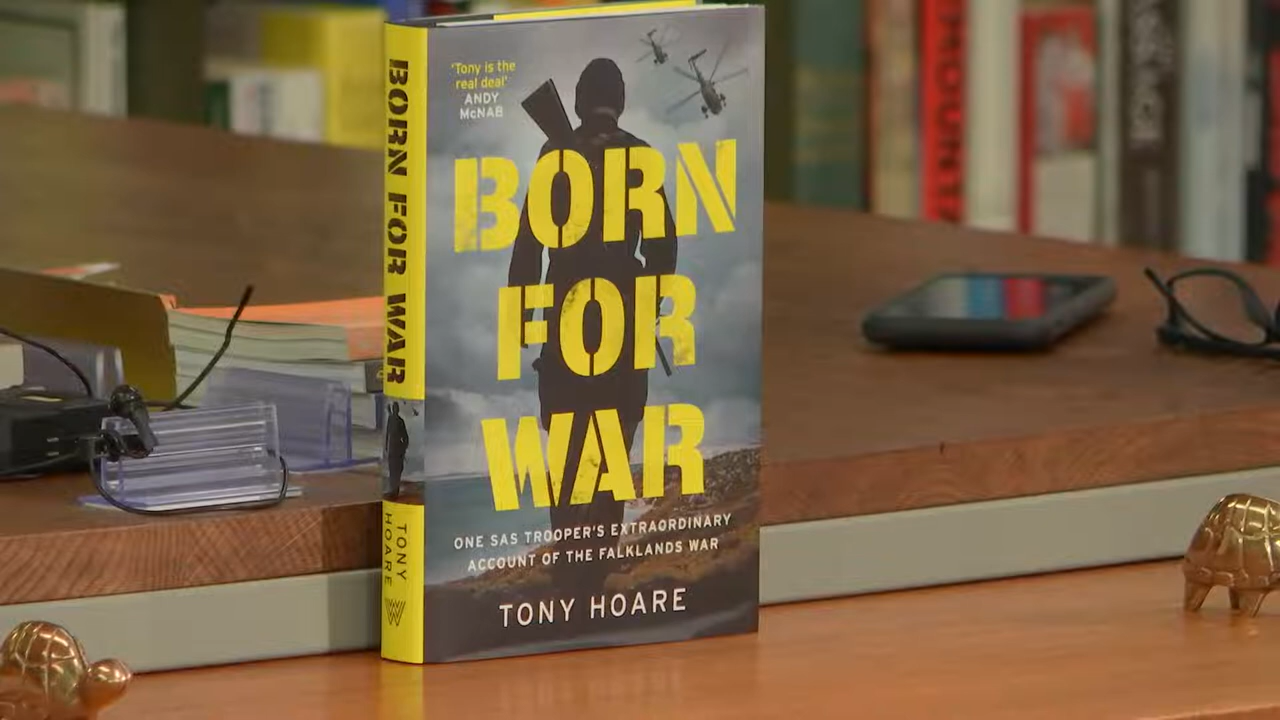 BORN FOR WAR
TONY
HOARE
W
'Tony is the
real deal'
ANDY
McNAB
BORN
FOR
WAR
ONE SAS TROOPER'S EXTRAORDINARY
ACCOUNT OF THE FALKLANDS WAR
TONY HOARE